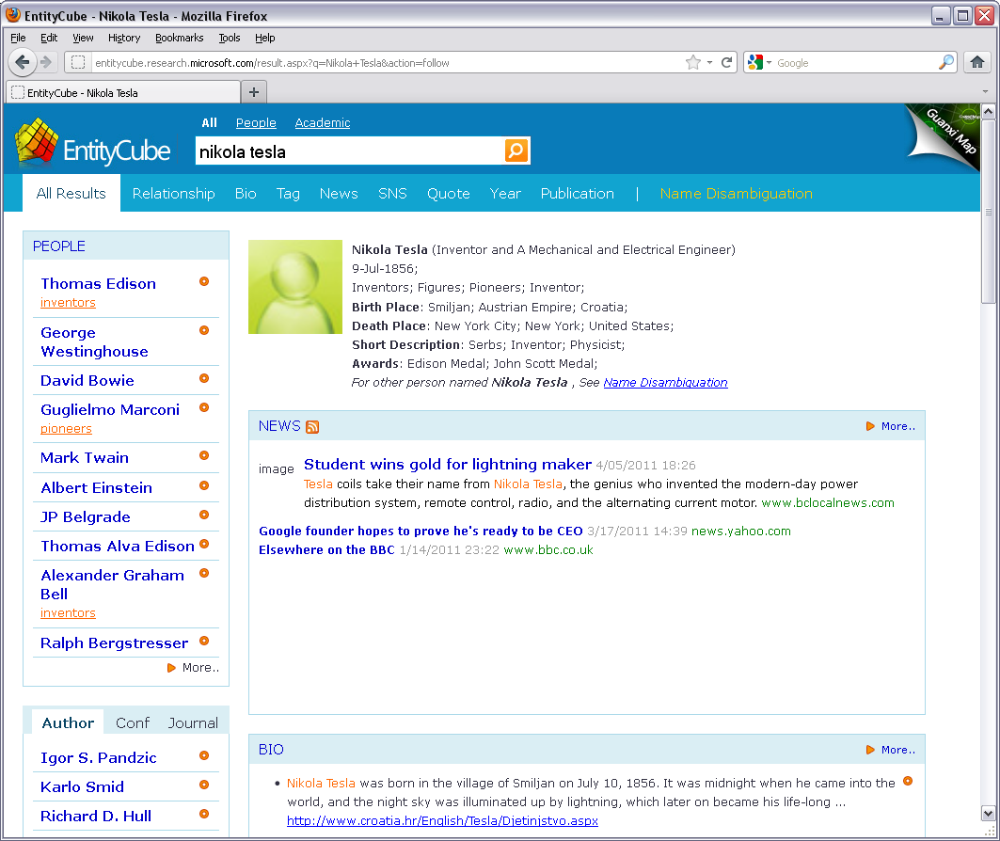 EntityCube - Nikola Tesla - Mozilla Firefox
File Edit View History Bookmarks Tools Help
entitycube.research.microsoft.com/result.aspx?q=Nikola+Tesla&action=follow
Google
EntityCube - Nikola Tesla
All People Academic
EntityCube
nikola tesla
Guanxi Map
All Results Relationship Bio Tag News SNS Quote Year Publication | Name Disambiguation
PEOPLE
Thomas Edison
inventors
George
Westinghouse
David Bowie
Guglielmo Marconi
pioneers
Mark Twain
Albert Einstein
JP Belgrade
Thomas Alva Edison
Alexander Graham
Bell
inventors
Ralph Bergstresser
More..
Author Conf Journal
Igor S. Pandzic
Karlo Smid
Richard D. Hull
Nikola Tesla (Inventor and A Mechanical and Electrical Engineer)
9-Jul-1856;
Inventors; Figures; Pioneers; Inventor;
Birth Place: Smiljan; Austrian Empire; Croatia;
Death Place: New York City; New York; United States;
Short Description: Serbs; Inventor; Physicist;
Awards: Edison Medal; John Scott Medal;
For other person named Nikola Tesla , See Name Disambiguation
NEWS More..
image
Student wins gold for lightning maker 4/05/2011 18:26
Tesla coils take their name from Nikola Tesla, the genius who invented the modern-day power
distribution system, remote control, radio, and the alternating current motor. www.bclocalnews.com
Google founder hopes to prove he's ready to be CEO 3/17/2011 14:39 news.yahoo.com
Elsewhere on the BBC 1/14/2011 23:22 www.bbc.co.uk
BIO More..
• Nikola Tesla was born in the village of Smiljan on July 10, 1856. It was midnight when he came into the
world, and the night sky was illuminated up by lightning, which later on became his life-long ...
http://www.croatia.hr/English/Tesla/Djetinjstvo.aspx